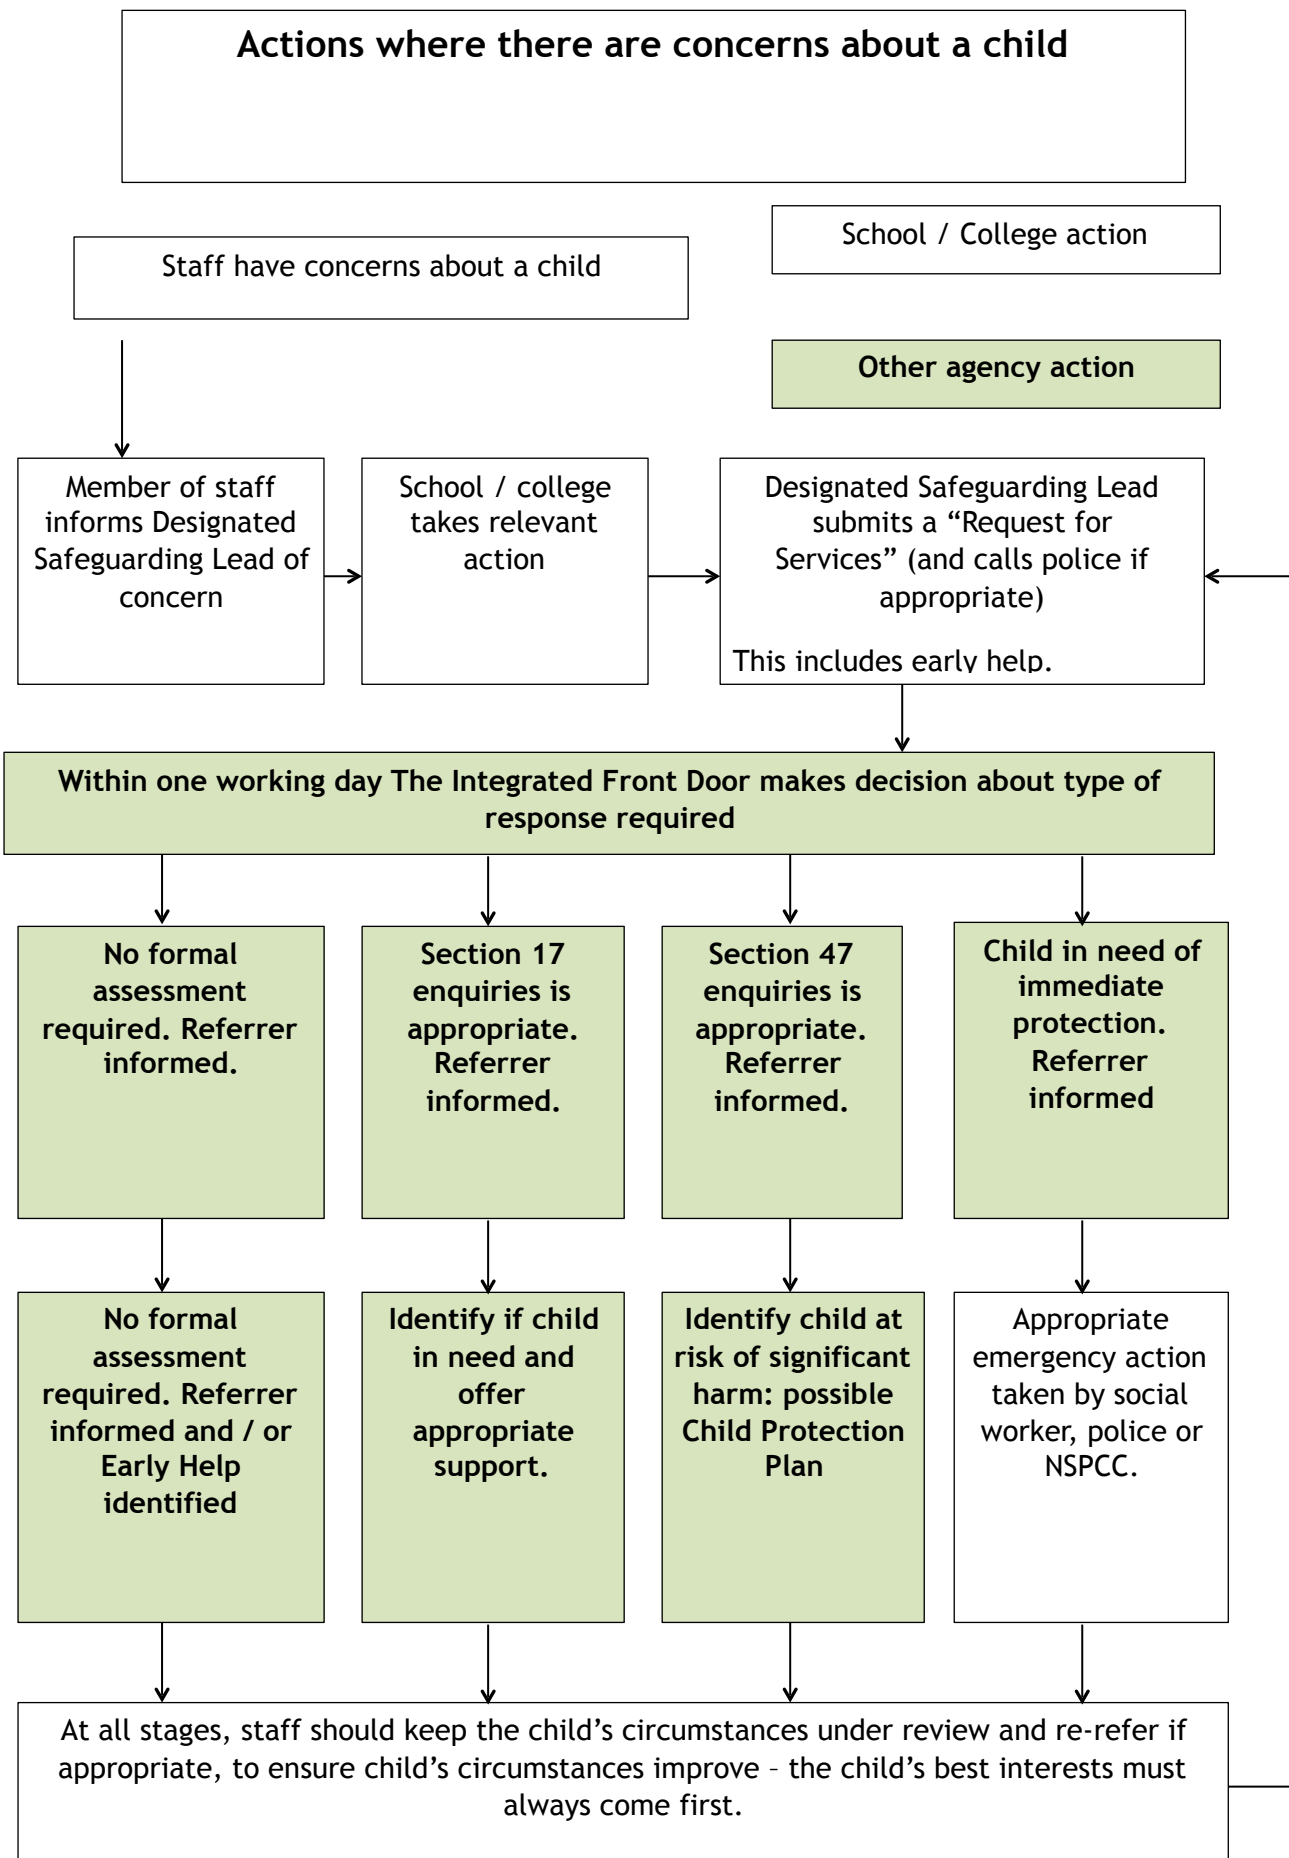 Actions where there are concerns about a child
School / College action
Staff have concerns about a child
Other agency action
Member of staff
informs Designated
Safeguarding Lead of
concern
School / college
takes relevant
action
Designated Safeguarding Lead
submits a “Request for
Services” (and calls police if
appropriate)
This includes early help.
Within one working day The Integrated Front Door makes decision about type of
response required
No formal
assessment
required. Referrer
informed.
Section 17
enquiries is
appropriate.
Referrer
informed.
Section 47
enquiries is
appropriate.
Referrer
informed.
Child in need of
immediate
protection.
Referrer
informed
No formal
assessment
required. Referrer
informed and / or
Early Help
identified
Identify if child
in need and
offer
appropriate
support.
Identify child at
risk of significant
harm: possible
Child Protection
Plan
Appropriate
emergency action
taken by social
worker, police or
NSPCC.
At all stages, staff should keep the child’s circumstances under review and re-refer if
appropriate, to ensure child’s circumstances improve – the child’s best interests must
always come first.